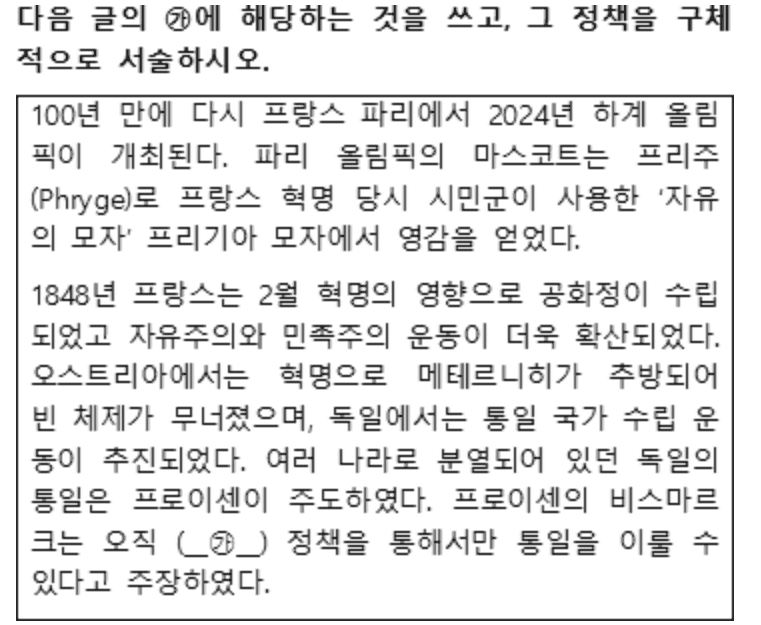 다음 글의 ㉮에 해당하는 것을 쓰고, 그 정책을 구체
적으로 서술하시오.
100년 만에 다시 프랑스 파리에서 2024년 하계 올림
픽이 개최된다. 파리 올림픽의 마스코트는 프리주
(Phryge)로 프랑스 혁명 당시 시민군이 사용한 '자유
의 모자' 프리기아 모자에서 영감을 얻었다.
1848년 프랑스는 2월 혁명의 영향으로 공화정이 수립
되었고 자유주의와 민족주의 운동이 더욱 확산되었다.
오스트리아에서는 혁명으로 메테르니히가 추방되어
빈 체제가 무너졌으며, 독일에서는 통일 국가 수립 운
동이 추진되었다. 여러 나라로 분열되어 있던 독일의
통일은 프로이센이 주도하였다. 프로이센의 비스마르
크는 오직 (_㉮_) 정책을 통해서만 통일을 이룰 수
있다고 주장하였다.